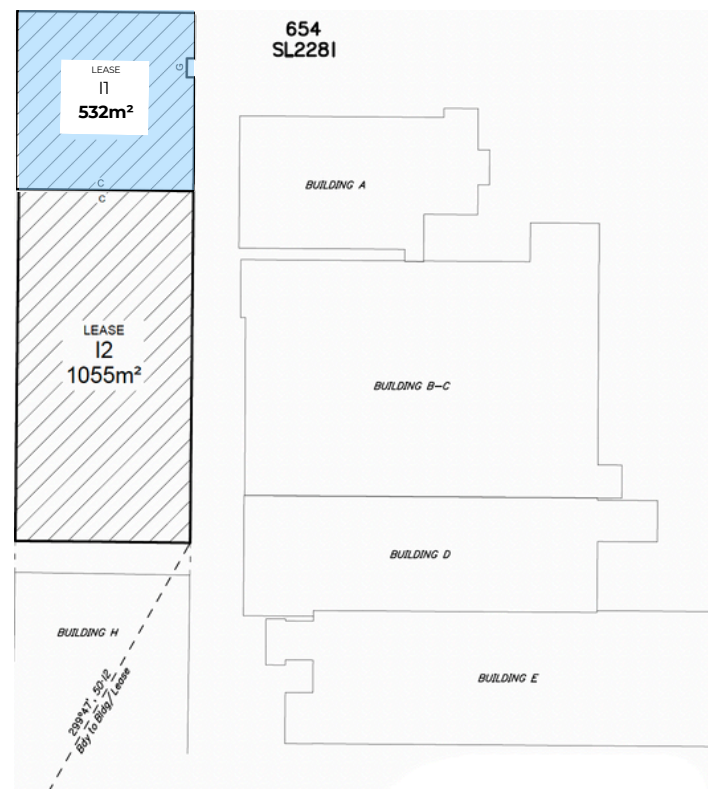 654
SL2281
LEASE
I1
532m²
G
C
C
BUILDING A
LEASE
I2
1055m²
BUILDING B-C
BUILDING D
BUILDING H
BUILDING E
299°47', 50·12
Bdy to Bldg/Lease